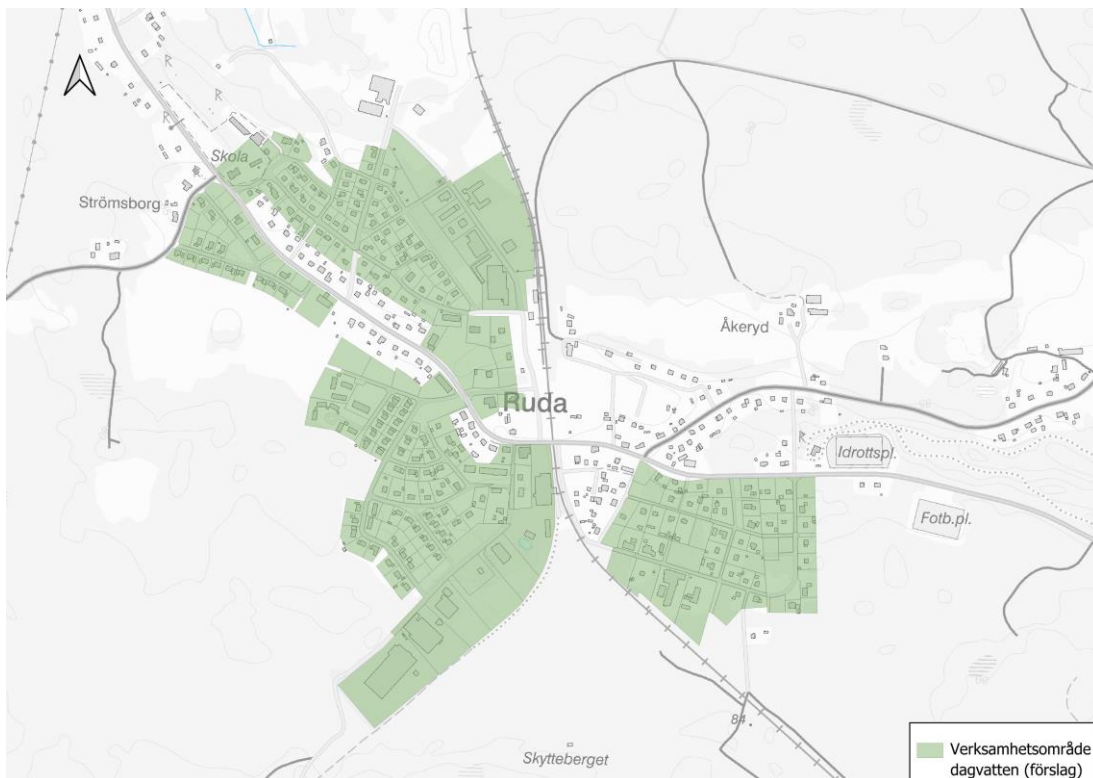 Skola
Strömsborg
Åkeryd
Ruda
Idrottspl.
Fotb.pl.
84
Skytteberget
Verksamhetsområde
dagvatten (förslag)